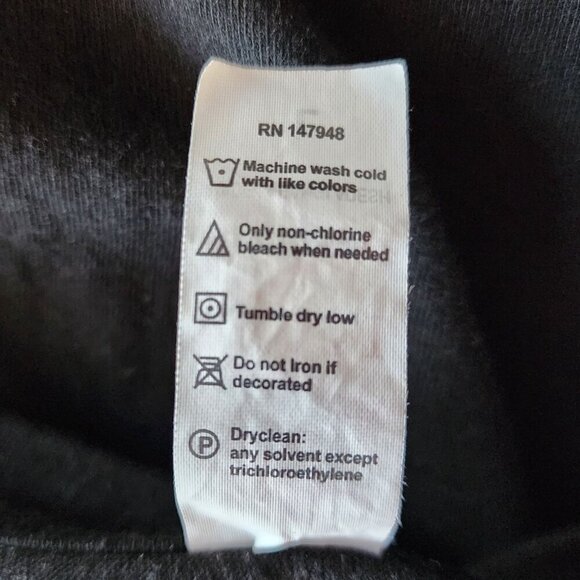 RN 147948
Machine wash cold
with like colors
Only non-chlorine
bleach when needed
Tumble dry low
Do not Iron if
decorated
P
Dryclean:
any solvent except
trichloroethylene